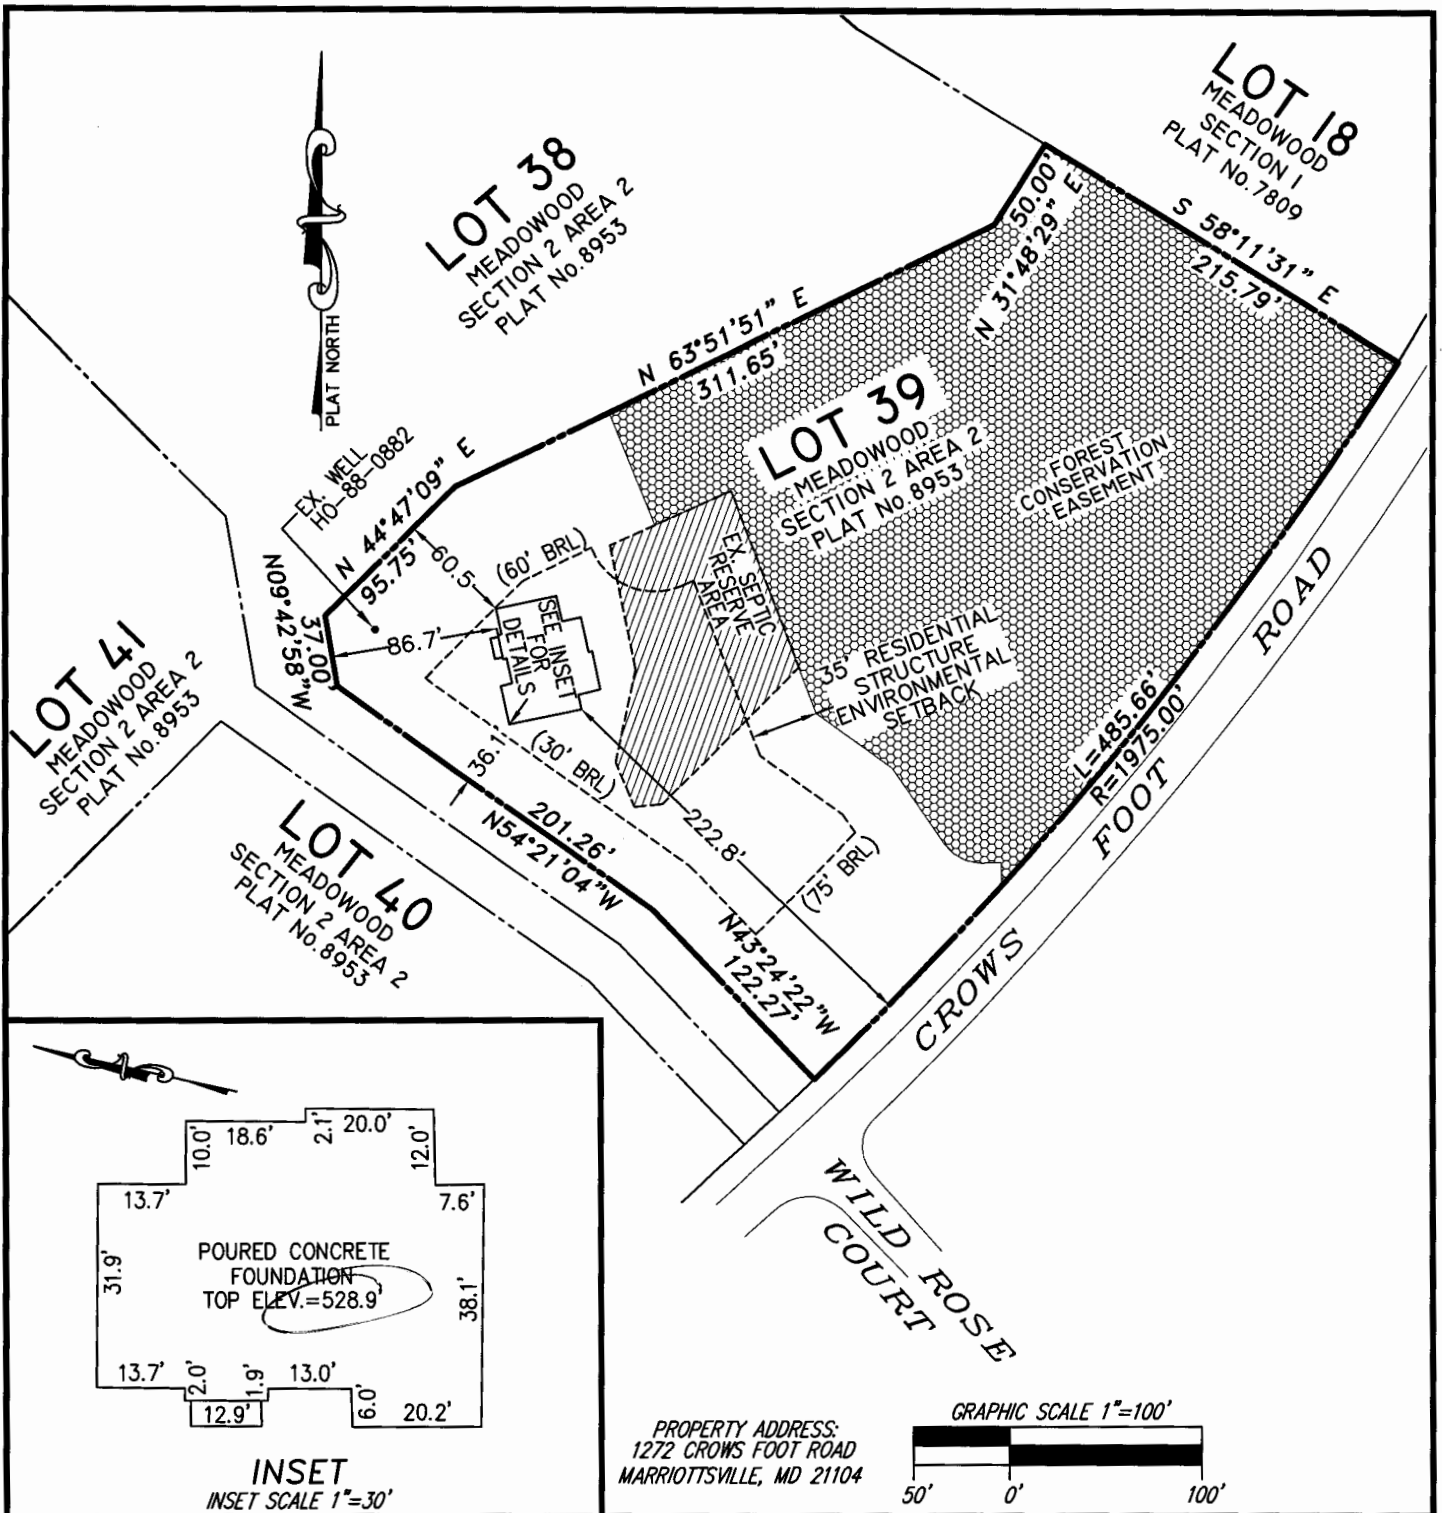 LOT 18
MEADOWOOD
SECTION 1
PLAT No.7809
LOT 38
MEADOWOOD
SECTION 2 AREA 2
PLAT No.8953
PLAT NORTH
50.00'
N 31°48'29" E
S 58°11'31" E
215.79'
N 63°51'51" E
311.65'
LOT 39
MEADOWOOD
SECTION 2 AREA 2
PLAT No.8953
FOREST
CONSERVATION
EASEMENT
EX. WELL
HO-88-0882
N 44°47'09" E
95.75'
60.5'
(60' BRL)
EX. SEPTIC
RESERVE
AREA
N09°42'58"W
37.00'
86.7'
SEE INSET
FOR
DETAILS
35' RESIDENTIAL
STRUCTURE
ENVIRONMENTAL
SETBACK
LOT 41
MEADOWOOD
SECTION 2 AREA 2
PLAT No.8953
36.1'
(30' BRL)
L=485.66'
R=1975.00'
201.26'
N54°21'04"W
222.8'
(75' BRL)
LOT 40
MEADOWOOD
SECTION 2 AREA 2
PLAT No.8953
N43°24'22"W
122.27'
CROWS FOOT ROAD
WILD ROSE
COURT
10.0'
18.6'
2.1'
20.0'
12.0'
13.7'
7.6'
31.9'
POURED CONCRETE
FOUNDATION
TOP ELEV.=528.9'
38.1'
13.7'
2.0'
1.9'
13.0'
6.0'
12.9'
20.2'
INSET
INSET SCALE 1"=30'
PROPERTY ADDRESS:
1272 CROWS FOOT ROAD
MARRIOTTSVILLE, MD 21104
GRAPHIC SCALE 1"=100'
50' 0' 100'